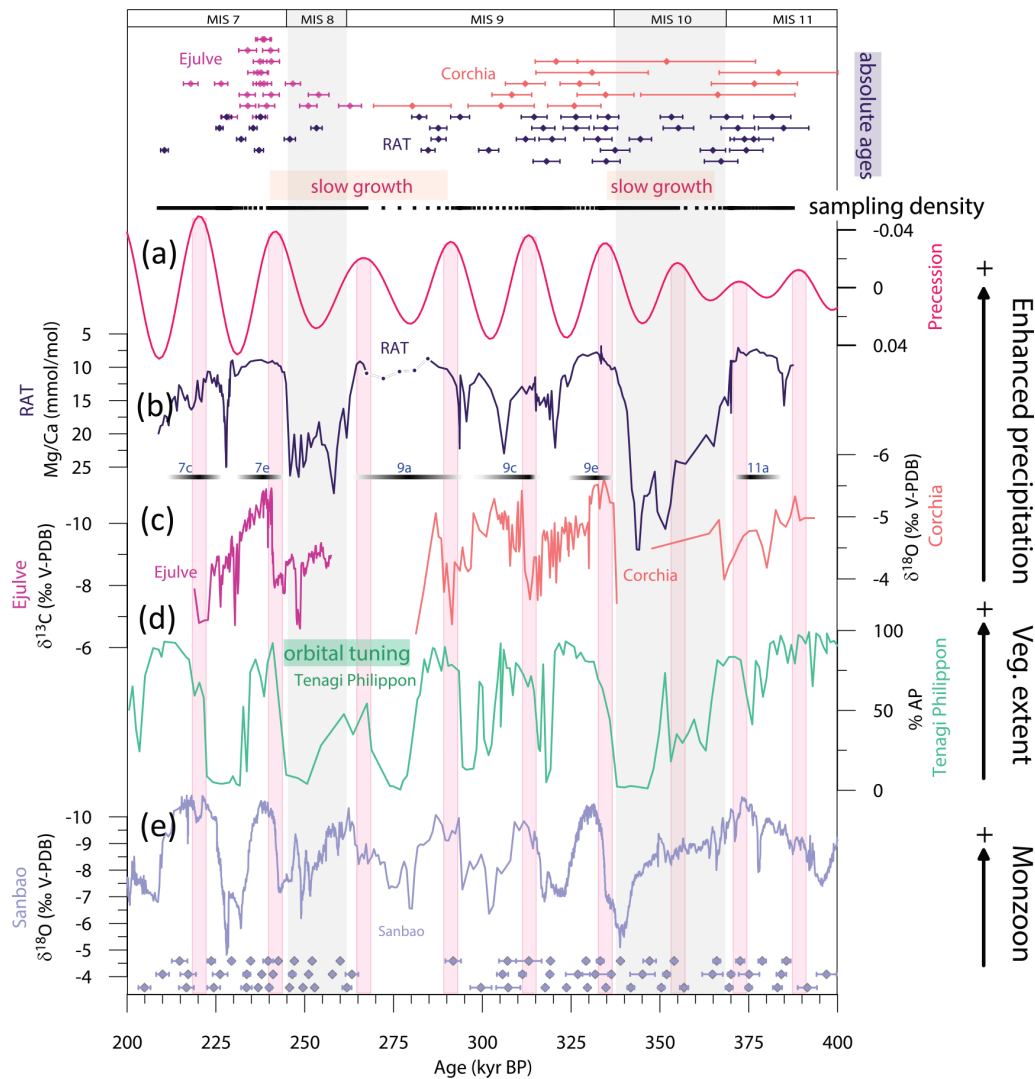 MIS 7 MIS 8 MIS 9 MIS 10 MIS 11
Ejulve
Corchia
RAT
absolute ages
slow growth slow growth
sampling density
(a)
-0.04
0
0.04
Precession
RAT
Mg/Ca (mmol/mol)
5
10
15
20
25
(b)
RAT
7c 7e 9a 9c 9e 11a
-6
-5
-4
δ18O (‰ V-PDB)
Corchia
(c)
-10
-8
-6
Ejulve
δ13C (‰ V-PDB)
Ejulve
Corchia
(d)
orbital tuning
Tenagi Philippon
100
50
0
% AP
Tenagi Philippon
(e)
-10
-9
-8
-7
-6
-5
-4
Sanbao
δ18O (‰ V-PDB)
Sanbao
+
Enhanced precipitation
+
Veg. extent
+
Monzoon
200 225 250 275 300 325 350 375 400
Age (kyr BP)